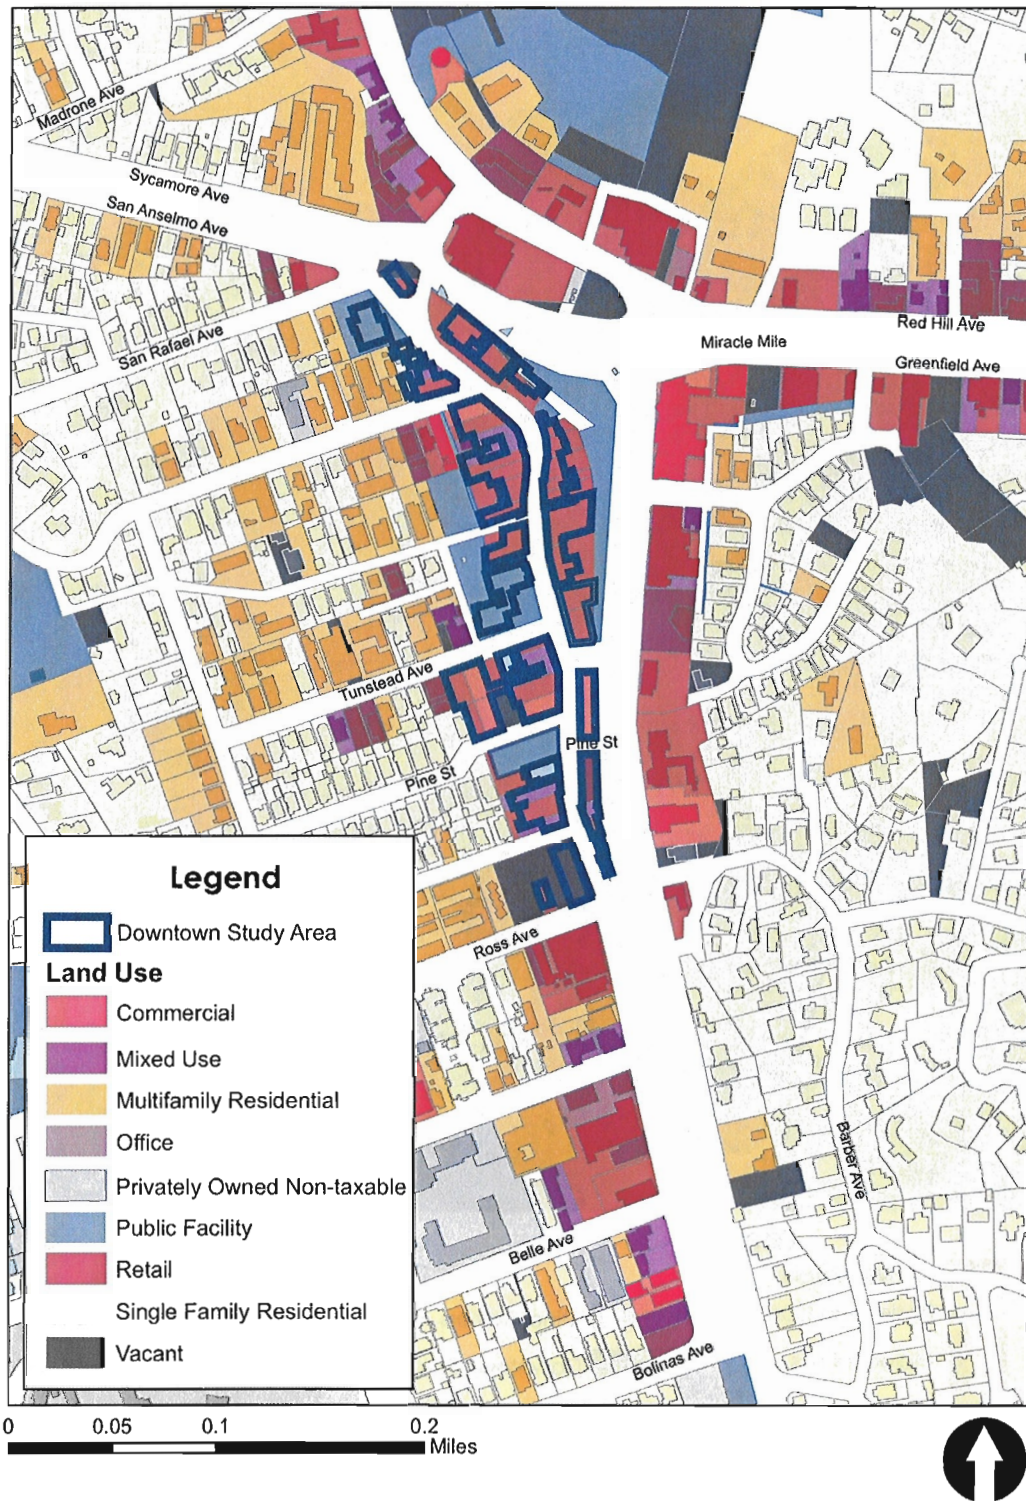 Madrone Ave
Sycamore Ave
San Anselmo Ave
San Rafael Ave
Red Hill Ave
Miracle Mile
Greenfield Ave
Tunstead Ave
Pine St
Pine St
Ross Ave
Barber Ave
Belle Ave
Bolinas Ave
Legend
Downtown Study Area
Land Use
Commercial
Mixed Use
Multifamily Residential
Office
Privately Owned Non-taxable
Public Facility
Retail
Single Family Residential
Vacant
0 0.05 0.1 0.2
Miles